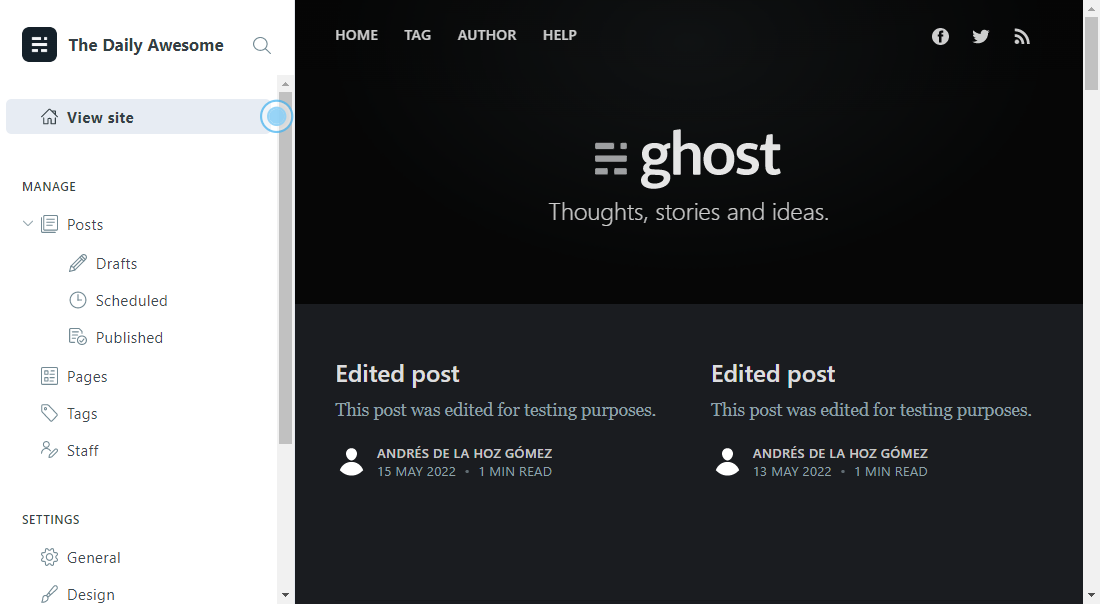 The Daily Awesome
View site
MANAGE
Posts
Drafts
Scheduled
Published
Pages
Tags
Staff
SETTINGS
General
Design
HOME TAG AUTHOR HELP
ghost
Thoughts, stories and ideas.
Edited post
This post was edited for testing purposes.
ANDRÉS DE LA HOZ GÓMEZ
15 MAY 2022 • 1 MIN READ
Edited post
This post was edited for testing purposes.
ANDRÉS DE LA HOZ GÓMEZ
13 MAY 2022 • 1 MIN READ